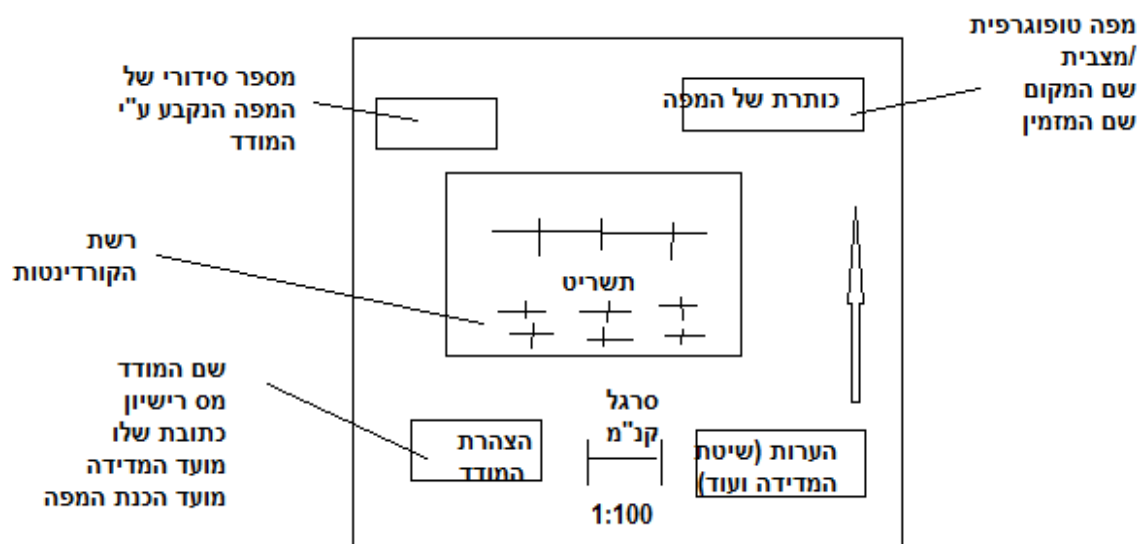 מפה טופוגרפית
/מצבית
שם המקום
שם המזמין
כותרת של המפה
מספר סידורי של
המפה הנקבע ע"י
המודד
רשת
הקורדינטות
תשריט
שם המודד
מס רישיון
כתובת שלו
מועד המדידה
מועד הכנת המפה
הצהרת
המודד
סרגל
קנ"מ
1:100
הערות (שיטת
המדידה ועוד)